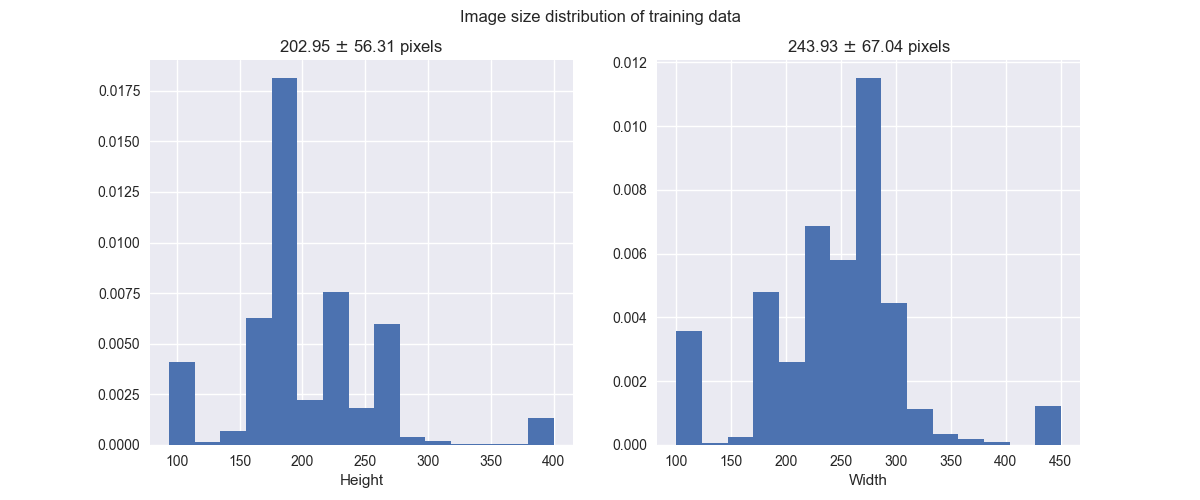 Image size distribution of training data
202.95 ± 56.31 pixels
0.0175
0.0150
0.0125
0.0100
0.0075
0.0050
0.0025
0.0000
100 150 200 250 300 350 400
Height
243.93 ± 67.04 pixels
0.012
0.010
0.008
0.006
0.004
0.002
0.000
100 150 200 250 300 350 400 450
Width